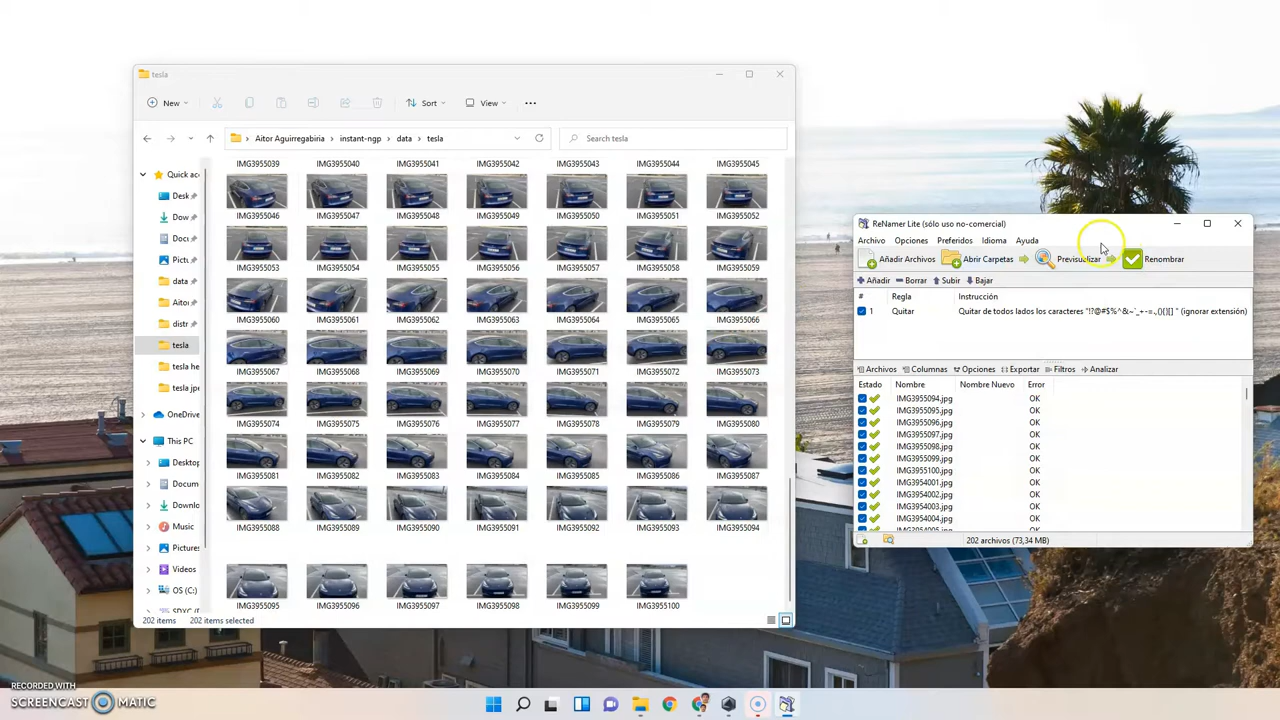 tesla
New
Sort
View
Aitor Aguirregabiria
instant-ngp
data
tesla
Search tesla
Quick ac
Desk
Dow
Docu
Pictu
data
Aitor
distr
tesla
tesla he
tesla jpe
OneDrive
This PC
Desktop
Docum
Downlo
Music
Pictures
Videos
OS (C:)
SDXC (
IMG3955039 IMG3955040 IMG3955041 IMG3955042 IMG3955043 IMG3955044 IMG3955045
IMG3955046 IMG3955047 IMG3955048 IMG3955049 IMG3955050 IMG3955051 IMG3955052
IMG3955053 IMG3955054 IMG3955055 IMG3955056 IMG3955057 IMG3955058 IMG3955059
IMG3955060 IMG3955061 IMG3955062 IMG3955063 IMG3955064 IMG3955065 IMG3955066
IMG3955067 IMG3955068 IMG3955069 IMG3955070 IMG3955071 IMG3955072 IMG3955073
IMG3955074 IMG3955075 IMG3955076 IMG3955077 IMG3955078 IMG3955079 IMG3955080
IMG3955081 IMG3955082 IMG3955083 IMG3955084 IMG3955085 IMG3955086 IMG3955087
IMG3955088 IMG3955089 IMG3955090 IMG3955091 IMG3955092 IMG3955093 IMG3955094
IMG3955095 IMG3955096 IMG3955097 IMG3955098 IMG3955099 IMG3955100
202 items 202 items selected
ReNamer Lite (sólo uso no-comercial)
Archivo Opciones Preferidos Idioma Ayuda
Añadir Archivos Abrir Carpetas Previsualizar Renombrar
Añadir Borrar Subir Bajar
# Regla Instrucción
1 Quitar Quitar de todos lados los caracteres "!?@#$%^&~`_+-=.,(){}[] " (ignorar extensión)
Archivos Columnas Opciones Exportar Filtros Analizar
Estado Nombre Nombre Nuevo Error
IMG3955094.jpg OK
IMG3955095.jpg OK
IMG3955096.jpg OK
IMG3955097.jpg OK
IMG3955098.jpg OK
IMG3955099.jpg OK
IMG3955100.jpg OK
IMG3954001.jpg OK
IMG3954002.jpg OK
IMG3954003.jpg OK
IMG3954004.jpg OK
IMG3954005.jpg OK
202 archivos (73,34 MB)
RECORDED WITH
SCREENCAST MATIC